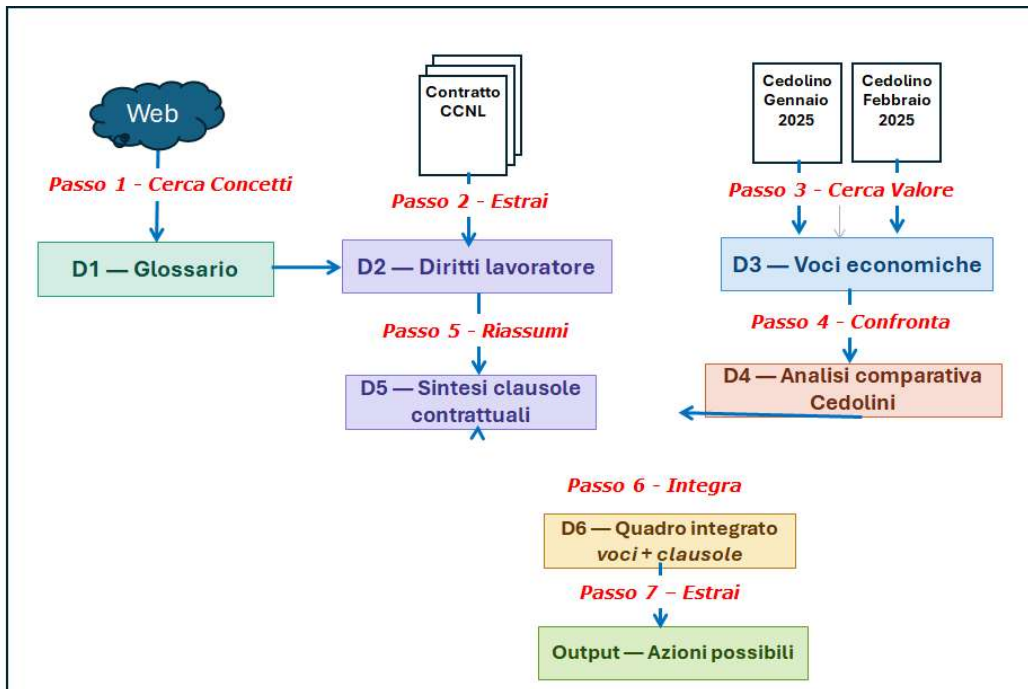 Web
Contratto
CCNL
Cedolino
Gennaio
2025
Cedolino
Febbraio
2025
Passo 1 - Cerca Concetti
Passo 2 - Estrai
Passo 3 - Cerca Valore
D1 — Glossario
D2 — Diritti lavoratore
D3 — Voci economiche
Passo 5 - Riassumi
Passo 4 - Confronta
D5 — Sintesi clausole
contrattuali
D4 — Analisi comparativa
Cedolini
Passo 6 - Integra
D6 — Quadro integrato
voci + clausole
Passo 7 – Estrai
Output — Azioni possibili